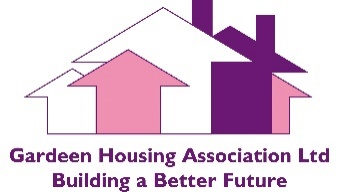 Gardeen Housing Association Ltd
Building a Better Future